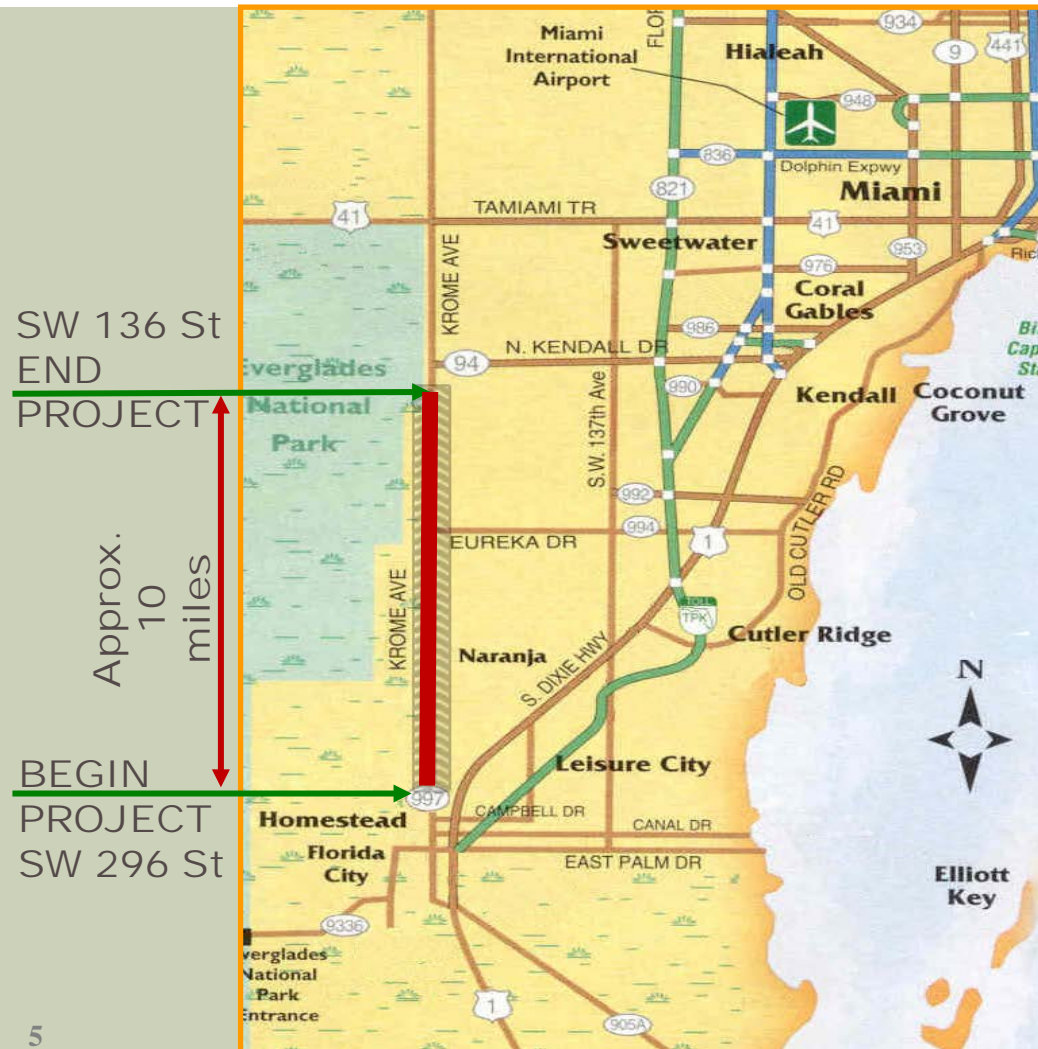 SW 136 St
END
PROJECT
Approx.
10
miles
BEGIN
PROJECT
SW 296 St
5
Miami
International
Airport
Hialeah
934
9
441
948
836
Dolphin Expwy
821
Miami
41
TAMIAMI TR
41
Sweetwater
953
976
KROME AVE
Coral
Gables
986
N. KENDALL DR
94
Everglades
National
Park
990
Kendall
Coconut
Grove
S.W. 137th Ave
992
994
EUREKA DR
1
OLD CUTLER RD
KROME AVE
TOLL
TPK
Cutler Ridge
Naranja
S. DIXIE HWY
N
Leisure City
997
CAMPBELL DR
Homestead
CANAL DR
Florida
City
EAST PALM DR
Elliott
Key
9336
National
Park
1
905A